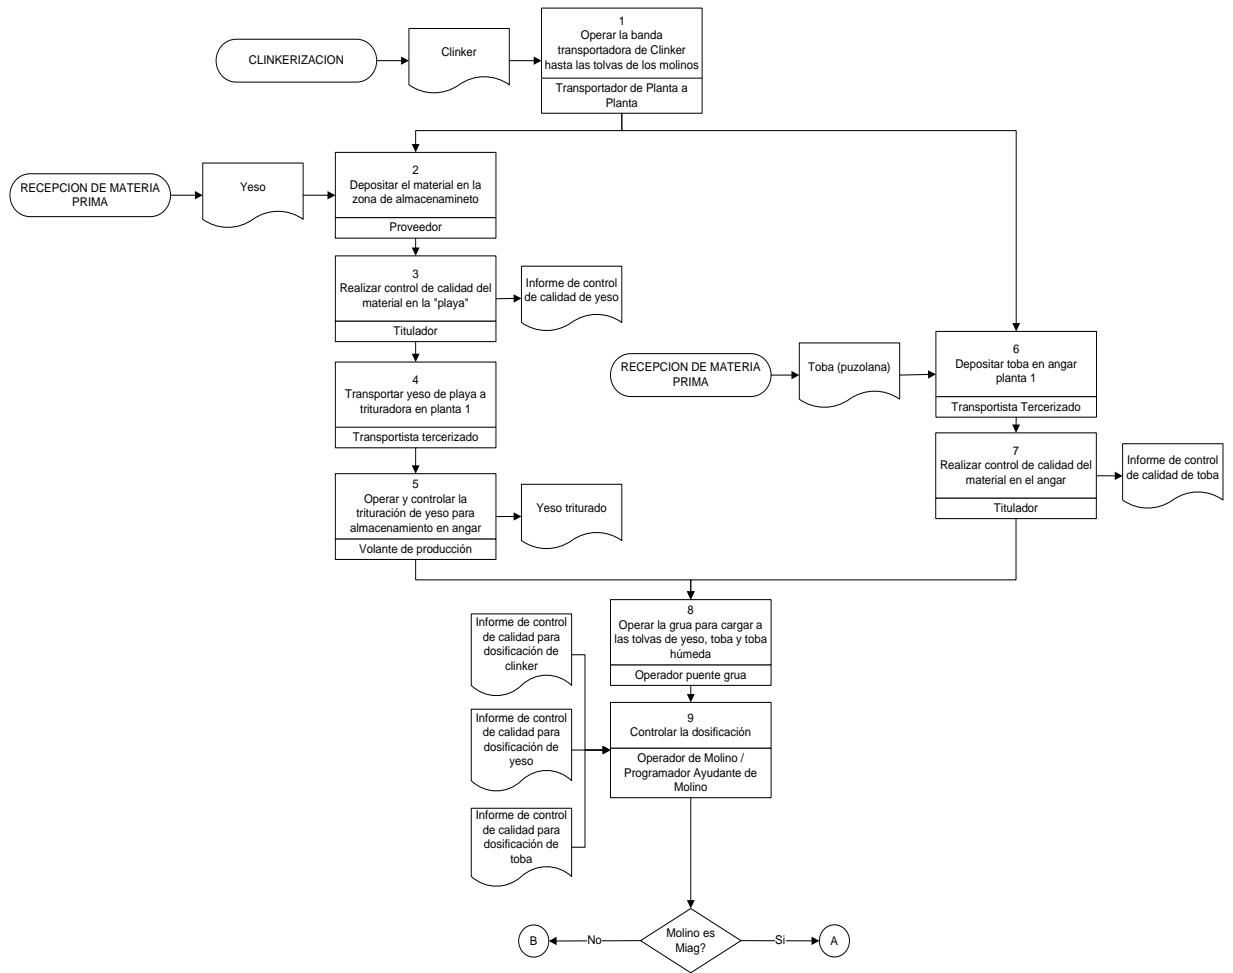 CLINKERIZACION
Clinker
1
Operar la banda
transportadora de Clinker
hasta las tolvas de los molinos
Transportador de Planta a
Planta
RECEPCION DE MATERIA
PRIMA
Yeso
2
Depositar el material en la
zona de almacenamineto
Proveedor
3
Realizar control de calidad del
material en la "playa"
Titulador
Informe de control
de calidad de yeso
4
Transportar yeso de playa a
trituradora en planta 1
Transportista tercerizado
5
Operar y controlar la
trituración de yeso para
almacenamiento en angar
Volante de producción
Yeso triturado
RECEPCION DE MATERIA
PRIMA
Toba (puzolana)
6
Depositar toba en angar
planta 1
Transportista Tercerizado
7
Realizar control de calidad del
material en el angar
Titulador
Informe de control
de calidad de toba
8
Operar la grua para cargar a
las tolvas de yeso, toba y toba
húmeda
Operador puente grua
Informe de control
de calidad para
dosificación de
clinker
Informe de control
de calidad para
dosificación de
yeso
Informe de control
de calidad para
dosificación de
toba
9
Controlar la dosificación
Operador de Molino /
Programador Ayudante de
Molino
Molino es
Miag?
No
B
Si
A